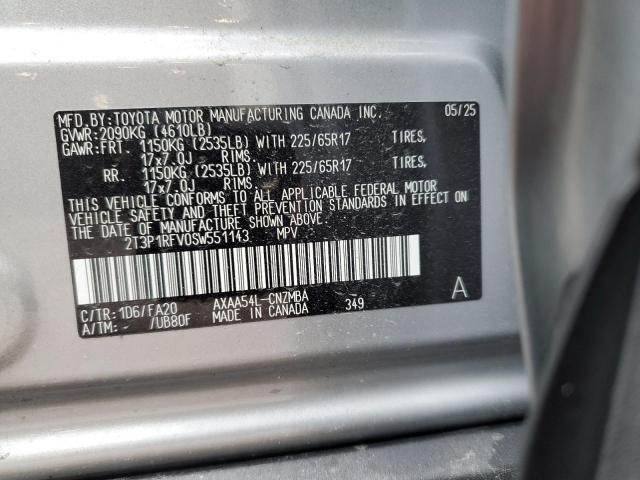 MFD. BY: TOYOTA MOTOR MANUFACTURING CANADA INC. 05/25
GVWR: 2090KG (4610LB)
GAWR: FRT. 1150KG (2535LB) WITH 225/65R17 TIRES,
17x7.0J RIMS.
RR. 1150KG (2535LB) WITH 225/65R17 TIRES,
17x7.0J RIMS.
THIS VEHICLE CONFORMS TO ALL APPLICABLE FEDERAL MOTOR
VEHICLE SAFETY AND THEFT PREVENTION STANDARDS IN EFFECT ON
THE DATE OF MANUFACTURE SHOWN ABOVE.
2T3P1RFV0SW551143 MPV
C/TR: 1D6/FA20 AXAA54L-CNZMBA A
A/TM: - /UB80F MADE IN CANADA 349